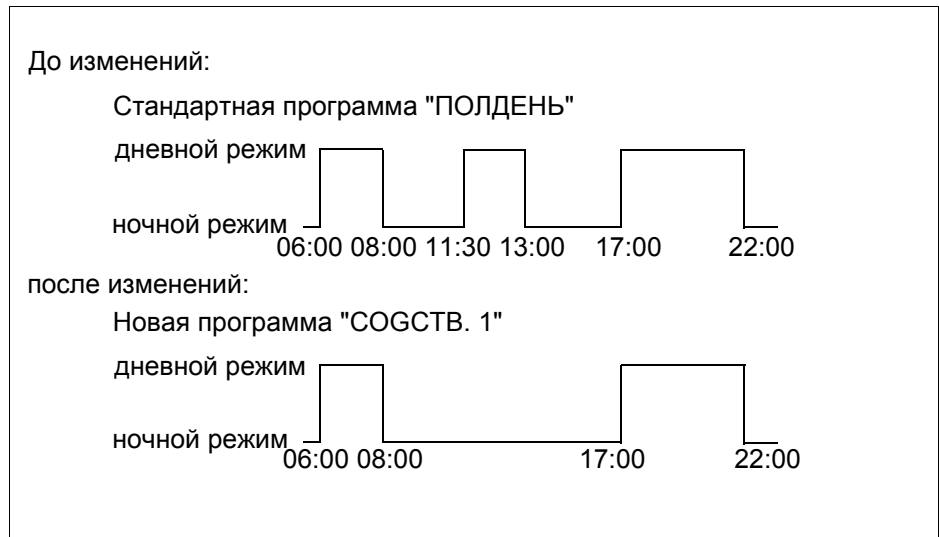 До изменений:
Стандартная программа "ПОЛДЕНЬ"
дневной режим
ночной режим
06:00 08:00 11:30 13:00 17:00 22:00
после изменений:
Новая программа "COGCТВ. 1"
дневной режим
ночной режим
06:00 08:00 17:00 22:00